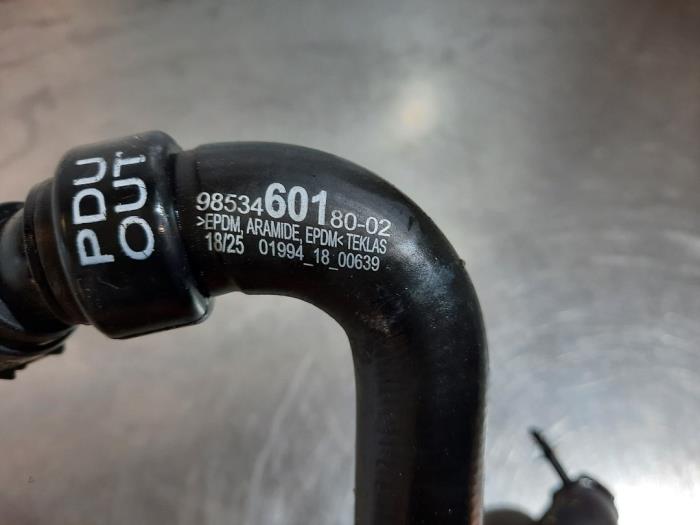 PDU
OUT
9853460180-02
>EPDM, ARAMIDE, EPDM< TEKLAS
18/25 01994_18_00639